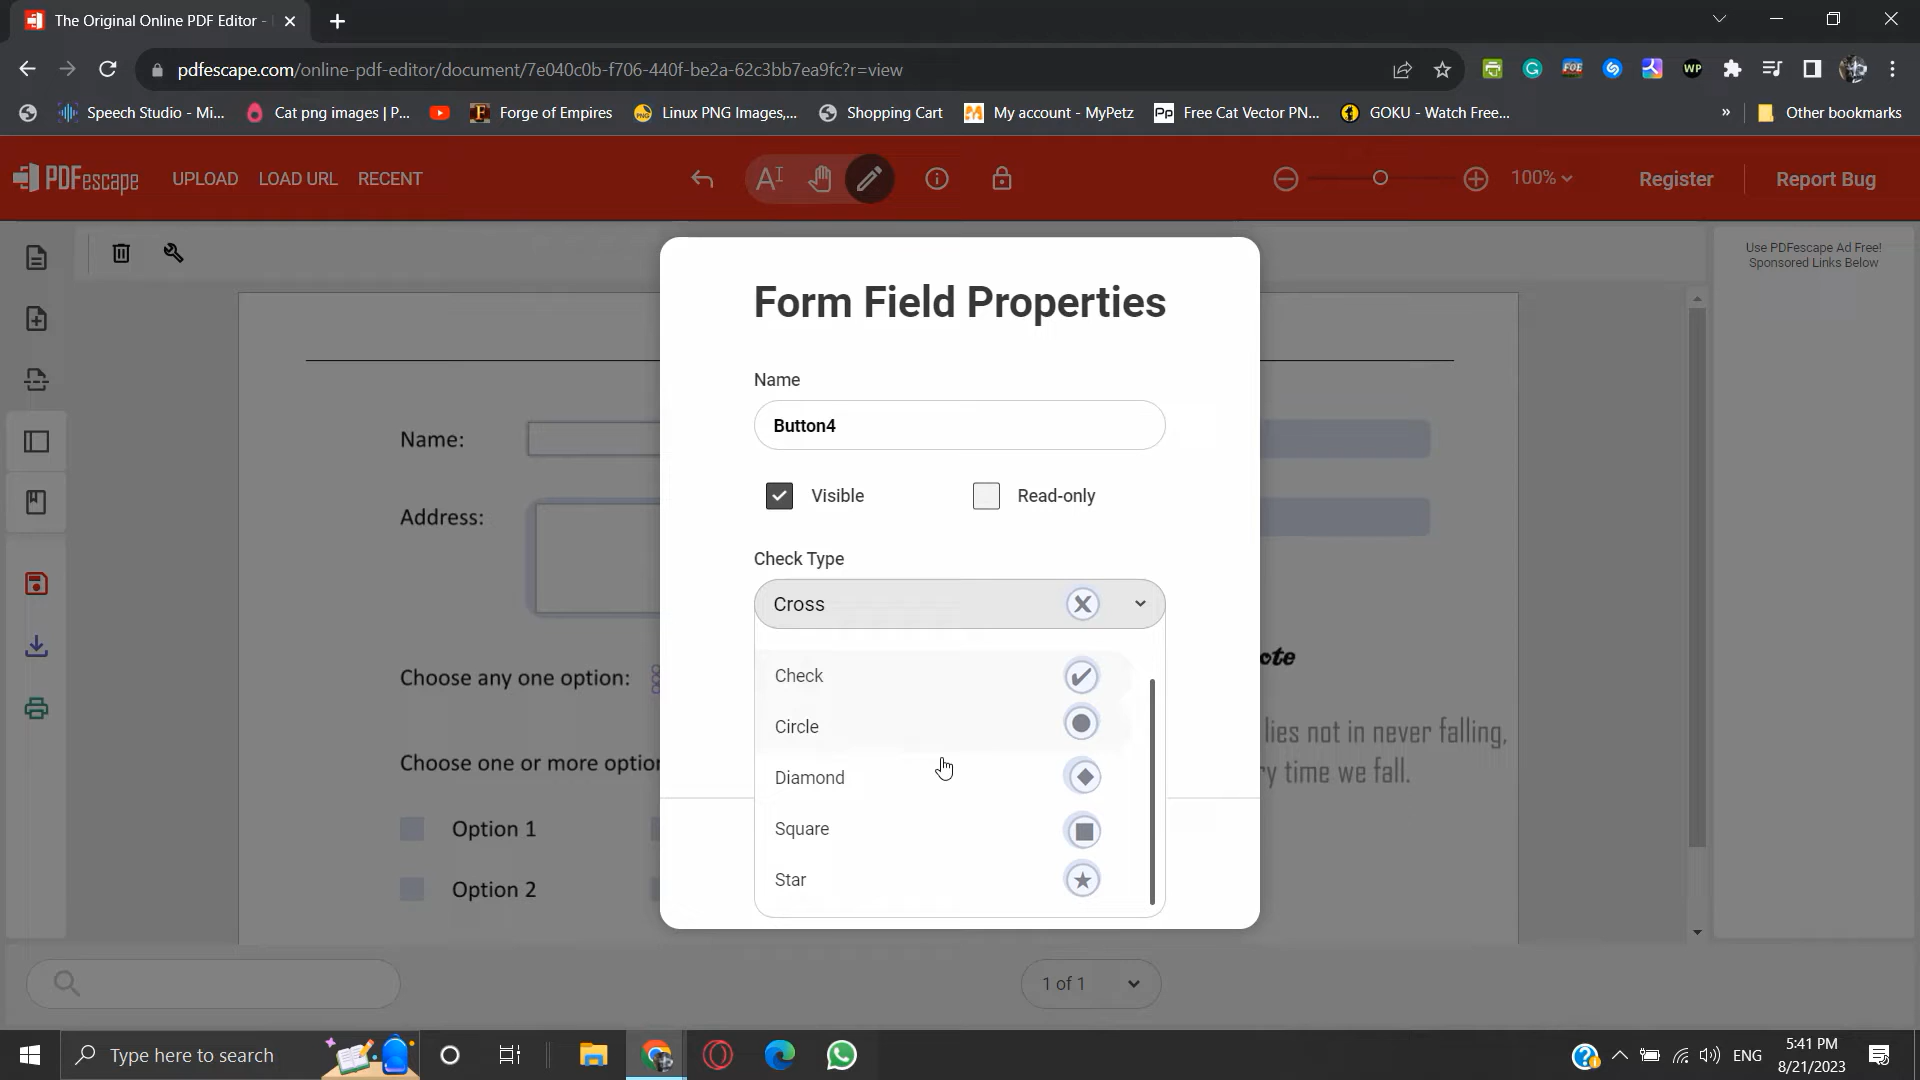 The Original Online PDF Editor -
pdfescape.com/online-pdf-editor/document/7e040c0b-f706-440f-be2a-62c3bb7ea9fc?r=view
FOE
WP
Speech Studio - Mi...
Cat png images | P...
Forge of Empires
Linux PNG Images,...
Shopping Cart
My account - MyPetz
Pp
Free Cat Vector PN...
GOKU - Watch Free...
»
Other bookmarks
PDFescape
UPLOAD
LOAD URL
RECENT
100%
Register
Report Bug
Use PDFescape Ad Free!
Sponsored Links Below
Form Field Properties
Name
Button4
Visible
Read-only
Check Type
Cross
Check
Circle
Diamond
Square
Star
Name:
Address:
Choose any one option:
Choose one or more option
Option 1
Option 2
lies not in never falling,
time we fall.
1 of 1
Type here to search
ENG
5:41 PM
8/21/2023